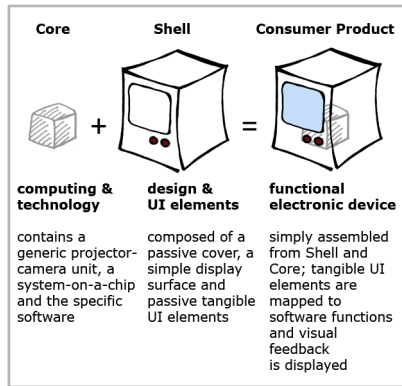 Core
Shell
Consumer Product
+
=
computing &
technology
design &
UI elements
functional
electronic device
contains a
generic projector-
camera unit, a
system-on-a-chip
and the specific
software
composed of a
passive cover, a
simple display
surface and
passive tangible
UI elements
simply assembled
from Shell and
Core; tangible UI
elements are
mapped to
software functions
and visual
feedback
is displayed